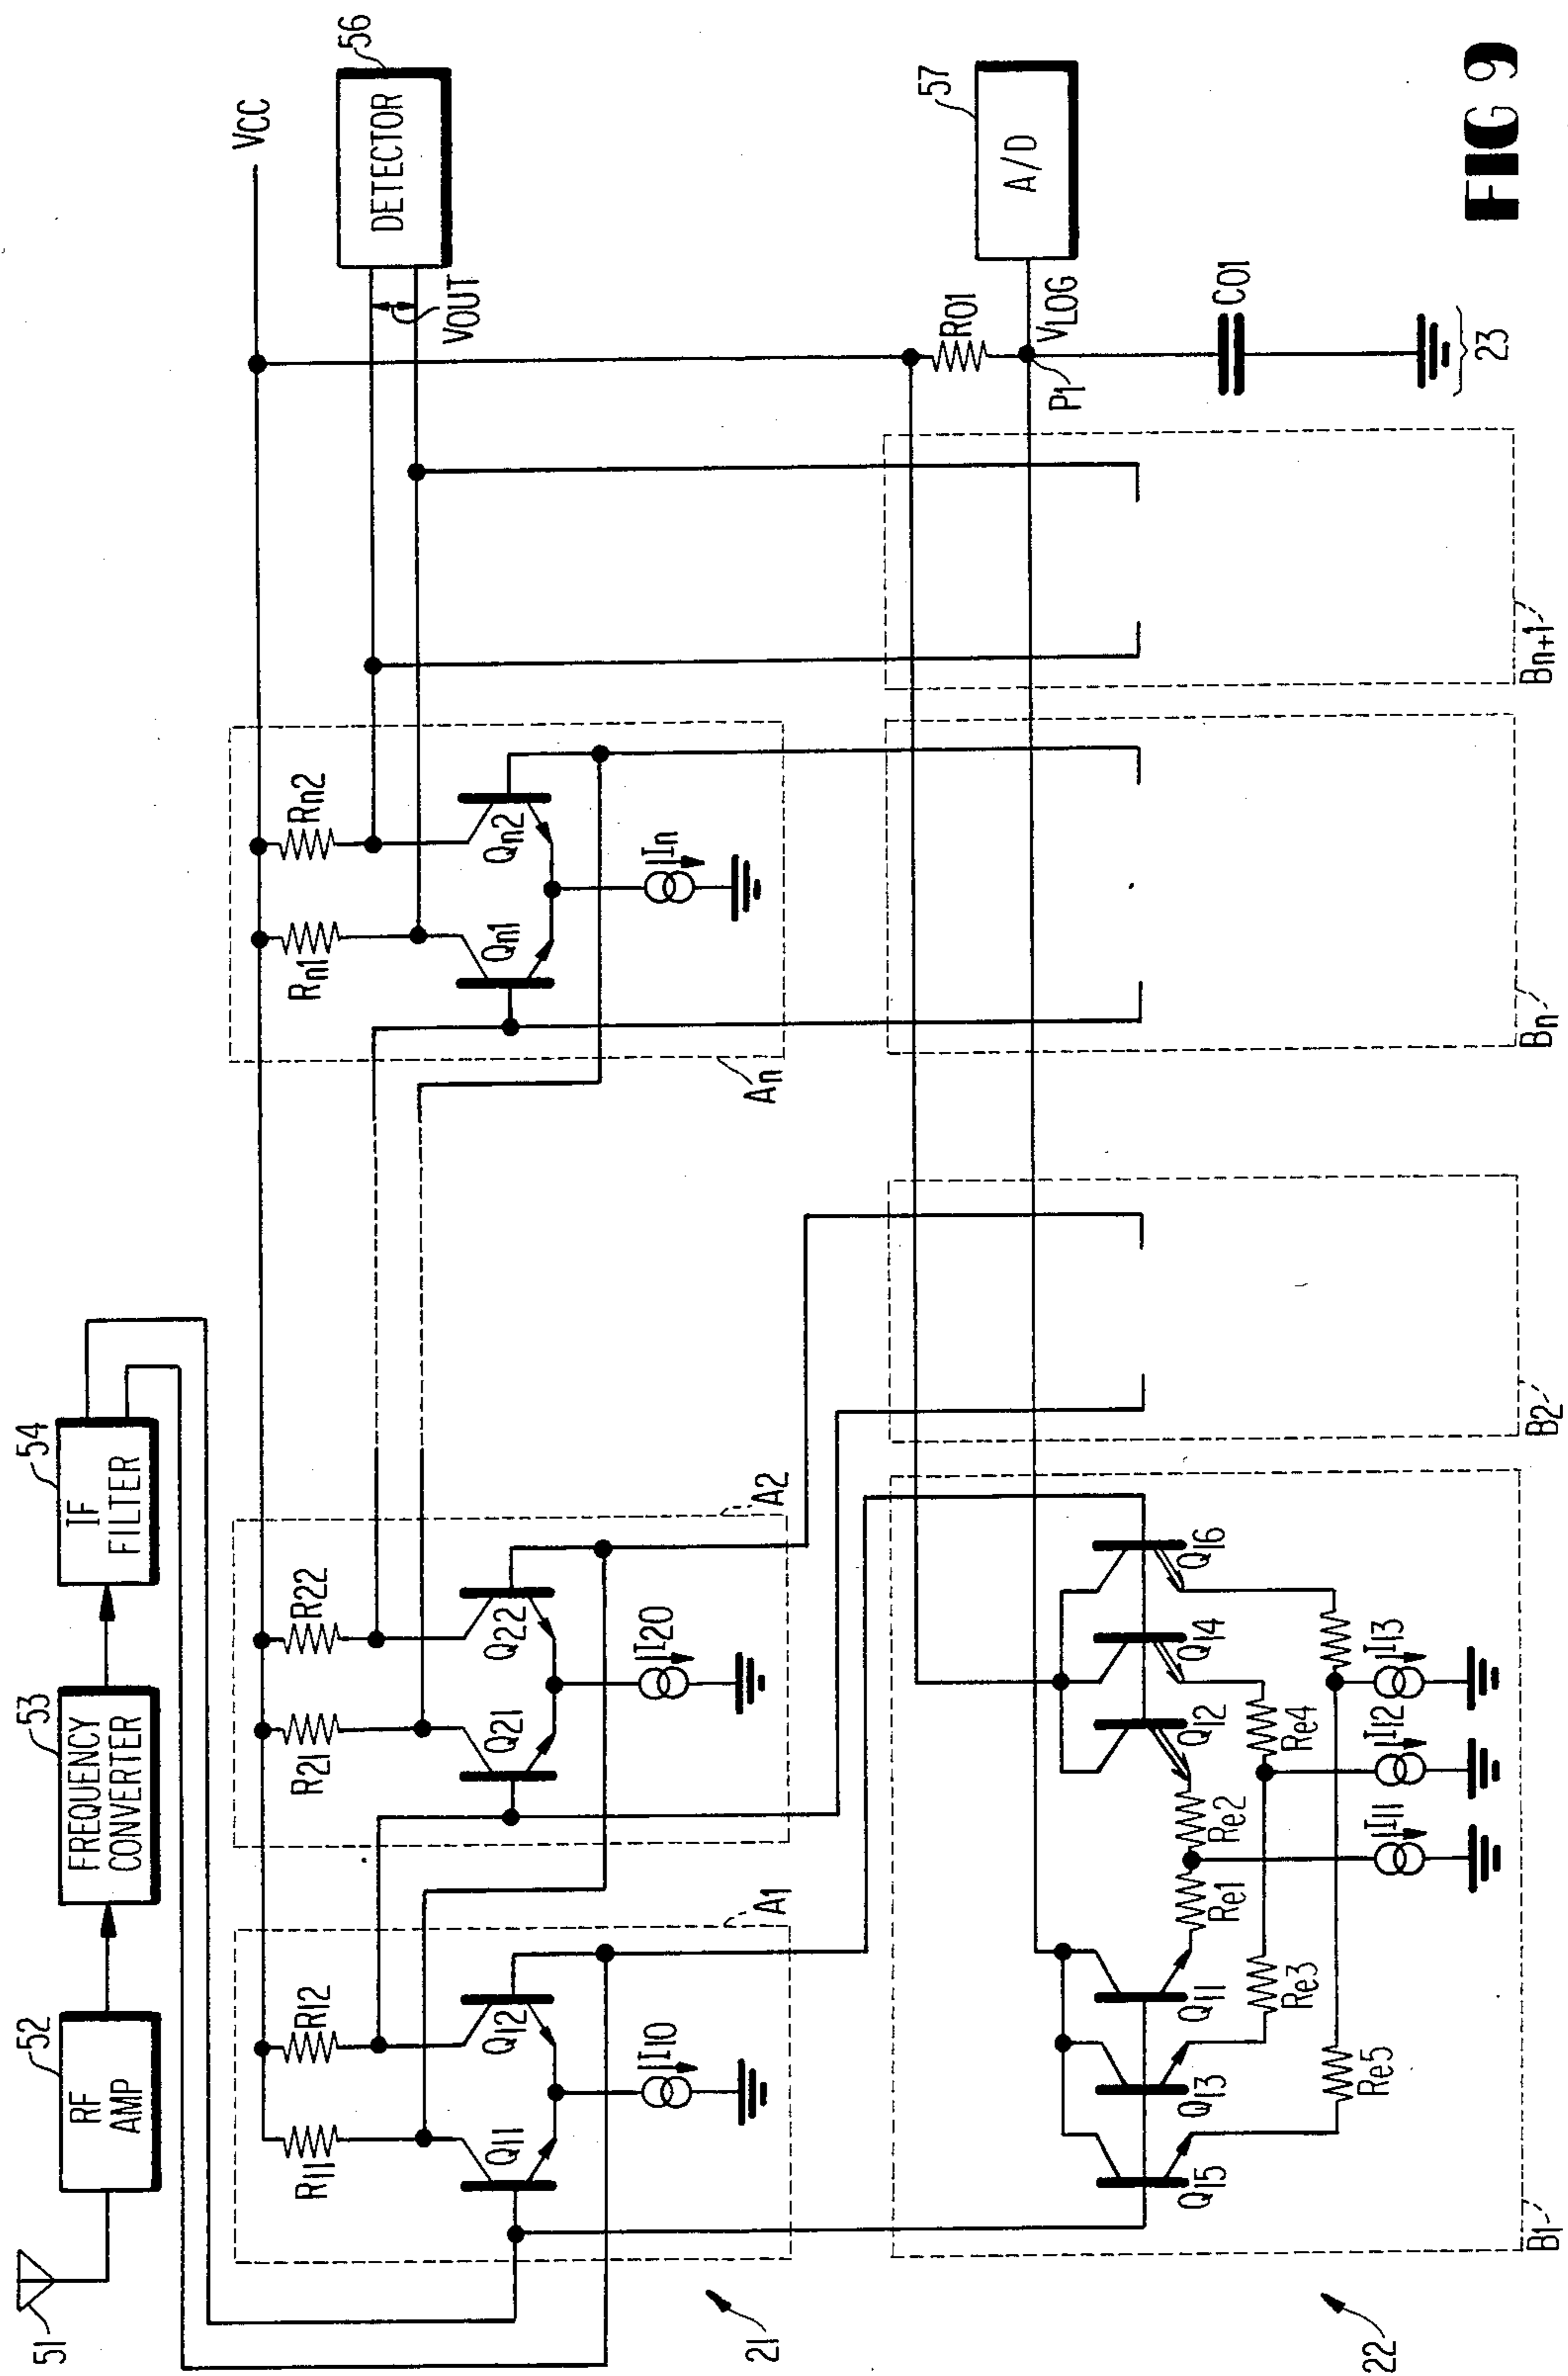 51
52
RF
AMP
53
FREQUENCY
CONVERTER
54
IF
FILTER
VCC
56
DETECTOR
VOUT
R11
R12
Q11
Q12
I10
A1
R21
R22
Q21
Q22
I20
A2
Rn1
Rn2
Qn1
Qn2
In
An
21
57
A/D
R01
VLOG
P1
C01
23
Q15
Q13
Q11
Q12
Q14
Q16
Re1
Re2
Re3
Re4
Re5
I11
I12
I13
B1
B2
Bn
Bn+1
22
FIG 9